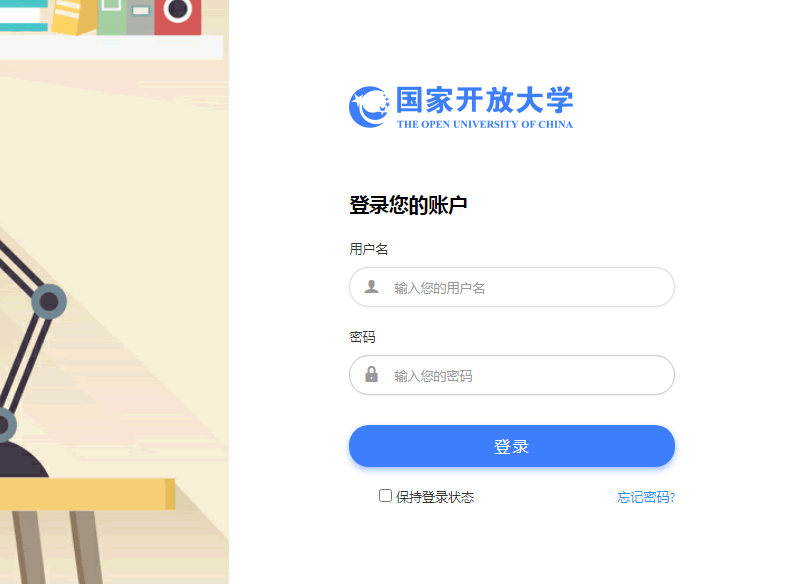 国家开放大学
THE OPEN UNIVERSITY OF CHINA
登录您的账户
用户名
输入您的用户名
密码
输入您的密码
登录
保持登录状态 忘记密码?